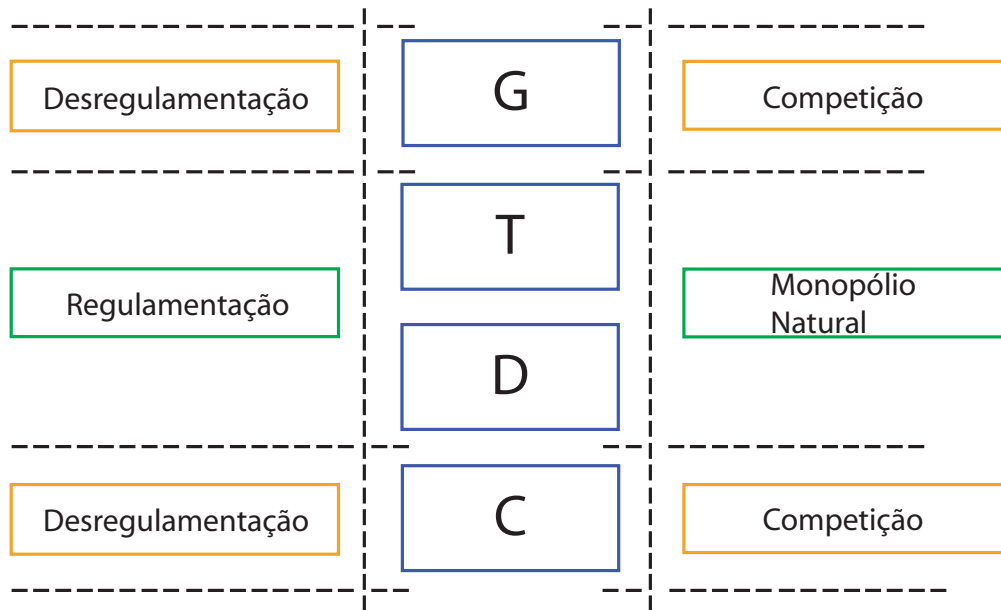 Desregulamentação
G
Competição
T
Regulamentação
Monopólio
Natural
D
Desregulamentação
C
Competição